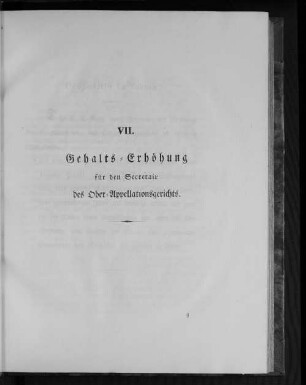 VII.
Gehalts-Erhöhung
für den Secretair
des Ober-Appellationsgerichts.